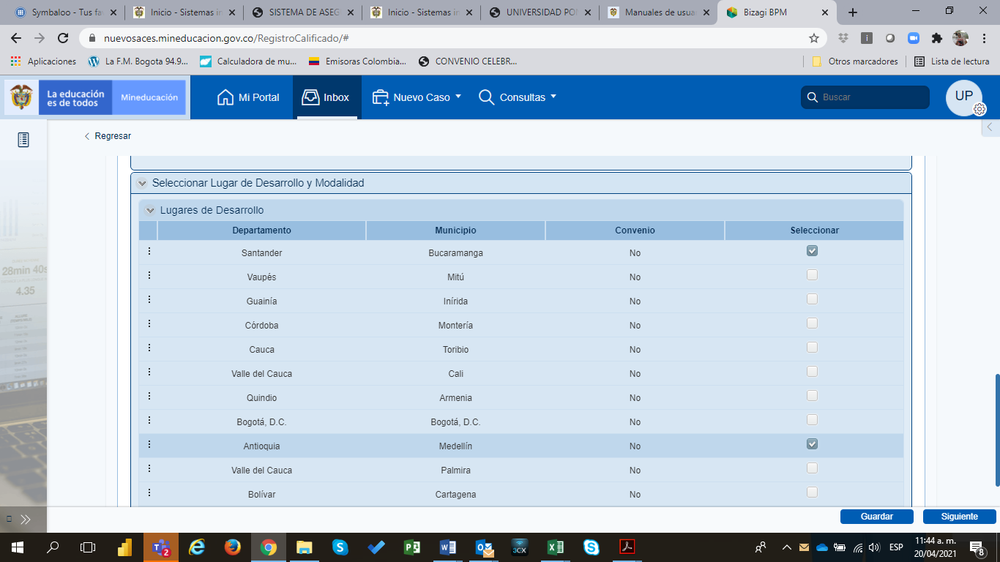 Symbaloo - Tus fa
Inicio - Sistemas in
SISTEMA DE ASEG
Inicio - Sistemas in
UNIVERSIDAD PO
Manuales de usua
Bizagi BPM
nuevosaces.mineducacion.gov.co/RegistroCalificado/#
Aplicaciones
La F.M. Bogota 94.9...
Calculadora de mu...
Emisoras Colombia...
CONVENIO CELEBR...
Otros marcadores
Lista de lectura
La educación
es de todos
Mineducación
Mi Portal
Inbox
Nuevo Caso
Consultas
Buscar
UP
Regresar
Seleccionar Lugar de Desarrollo y Modalidad
Lugares de Desarrollo
Departamento Municipio Convenio Seleccionar
Santander Bucaramanga No
Vaupés Mitú No
Guainía Inírida No
Córdoba Montería No
Cauca Toribio No
Valle del Cauca Cali No
Quindio Armenia No
Bogotá, D.C. Bogotá, D.C. No
Antioquia Medellín No
Valle del Cauca Palmira No
Bolívar Cartagena No
28min 40s
4.35
Guardar
Siguiente
2
3CX
ESP
11:44 a. m.
20/04/2021
8